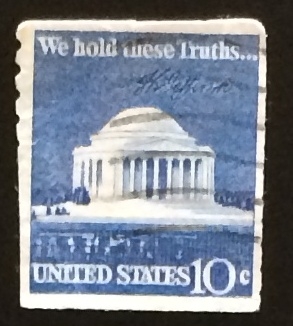 We hold these Truths...
UNITED STATES 10c